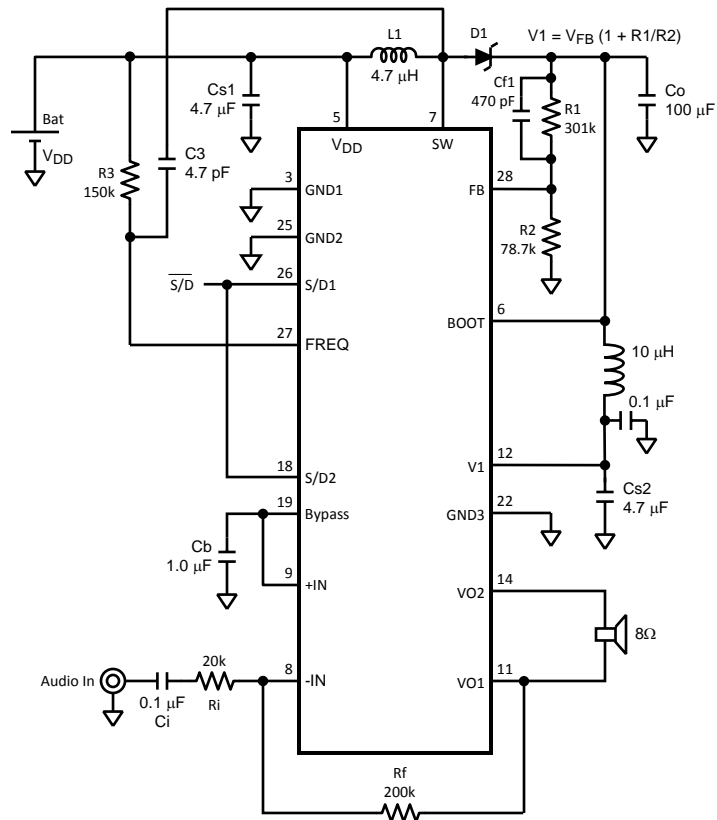 L1
D1
V1 = VFB (1 + R1/R2)
4.7 μH
Cs1
4.7 μF
Cf1
470 pF
R1
301k
Co
100 μF
Bat
VDD
5
7
VDD
SW
R3
150k
C3
4.7 pF
3
GND1
28
FB
25
GND2
R2
78.7k
S/D
26
S/D1
6
BOOT
27
FREQ
10 μH
0.1 μF
18
S/D2
12
V1
19
Bypass
22
GND3
Cs2
4.7 μF
Cb
1.0 μF
9
+IN
14
VO2
8Ω
Audio In
0.1 μF
Ci
20k
Ri
8
-IN
11
VO1
Rf
200k